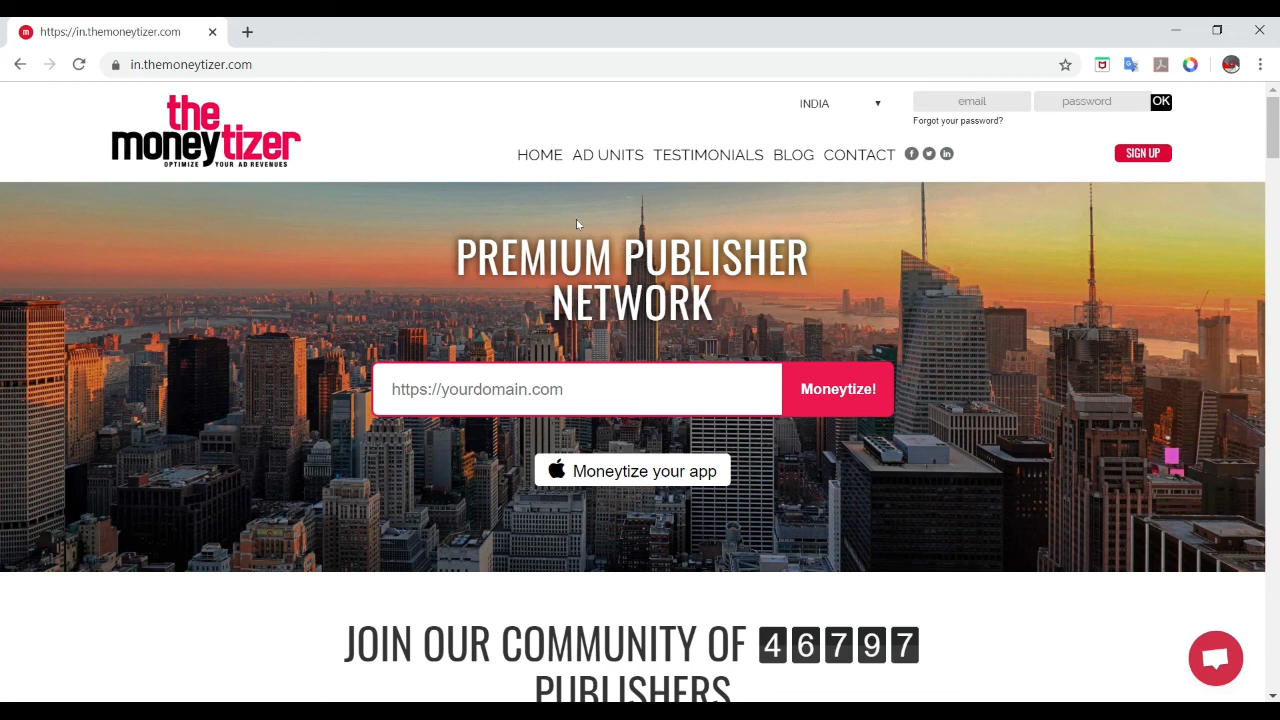 https://in.themoneytizer.com
in.themoneytizer.com
the
moneytizer
OPTIMIZE YOUR AD REVENUES
INDIA
email
password
OK
Forgot your password?
HOME AD UNITS TESTIMONIALS BLOG CONTACT
SIGN UP
PREMIUM PUBLISHER
NETWORK
https://yourdomain.com
Moneytize!
Moneytize your app
JOIN OUR COMMUNITY OF 46797
PUBLISHERS